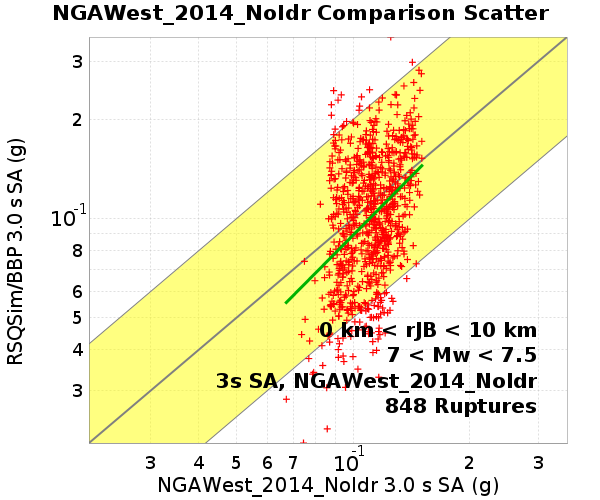 NGAWest_2014_NoIdr Comparison Scatter
RSQSim/BBP 3.0 s SA (g)
3
2
10-1
8
6
5
4
3
0 km < rJB < 10 km
7 < Mw < 7.5
3s SA, NGAWest_2014_NoIdr
848 Ruptures
3 4 5 6 7 10-1 2 3
NGAWest_2014_NoIdr 3.0 s SA (g)